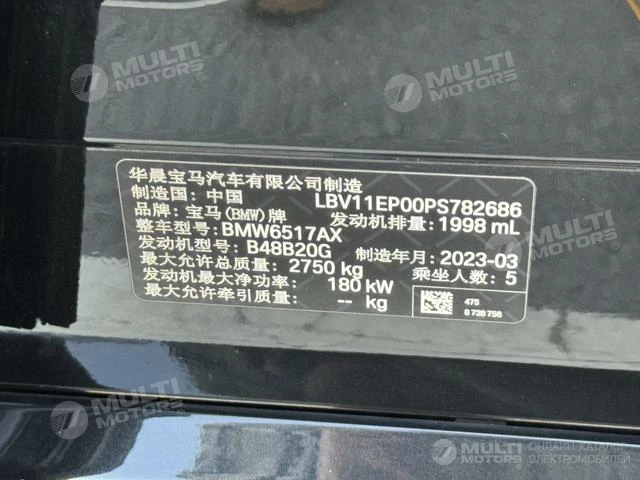 MULTI MOTORS®
MULTI MOTORS®
华晨宝马汽车有限公司制造
制造国: 中国 LBV11EP00PS782686
品牌: 宝马(BMW)牌 发动机排量: 1998 mL
整车型号: BMW6517AX
发动机型号: B48B20G 制造年月: 2023-03
最大允许总质量: 2750 kg 乘坐人数: 5
发动机最大净功率: 180 kW
最大允许牵引质量: -- kg
475
8 738 756
MULTI MOTORS®
MULTI MOTORS
ОНЛАЙН-КАТАЛОГ
ЭЛЕКТРОМОБИЛЕЙ